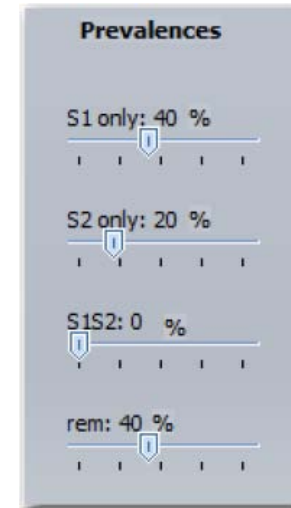 Prevalences
S1 only: 40 %
S2 only: 20 %
S1S2: 0 %
rem: 40 %